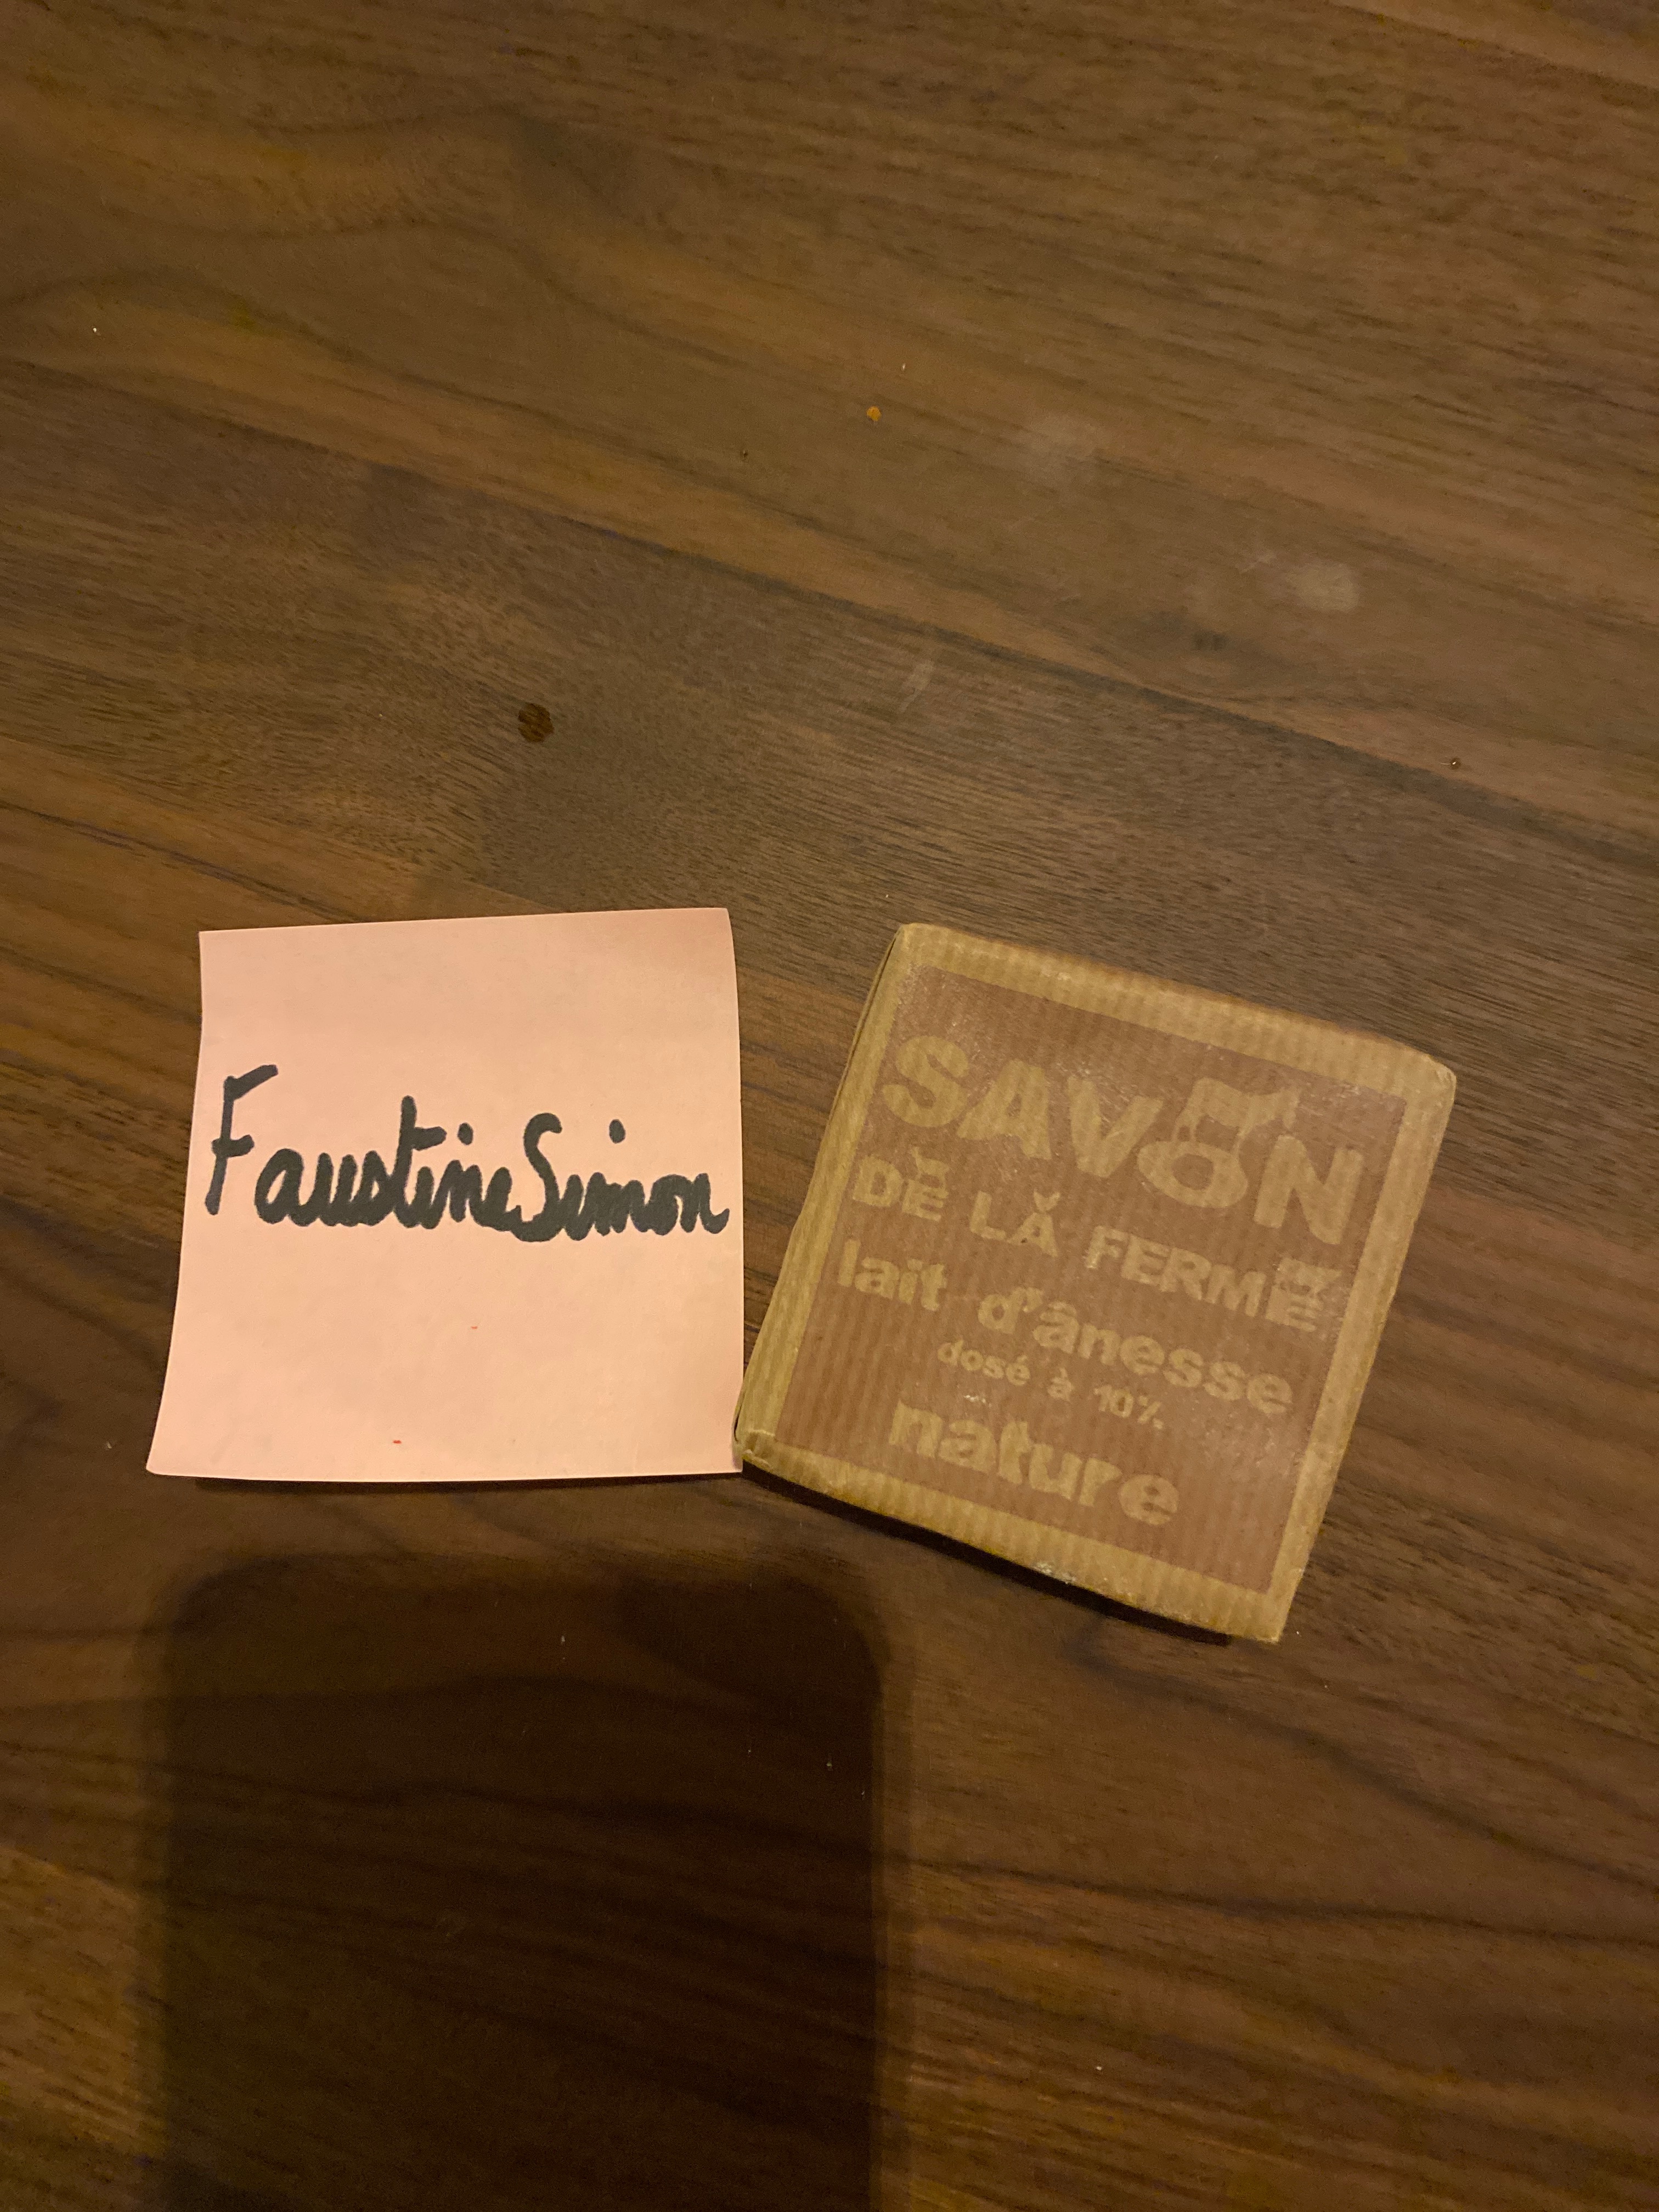 FaustineSimon
SAVON
DE LA FERME
lait d'ânesse
dosé à 10%
nature